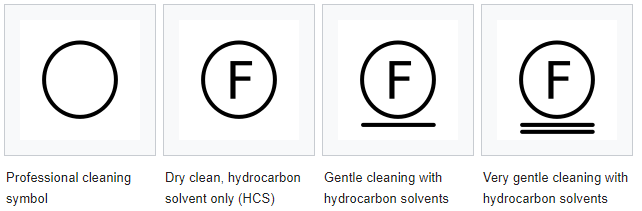 F
F
F
Professional cleaning
symbol
Dry clean, hydrocarbon
solvent only (HCS)
Gentle cleaning with
hydrocarbon solvents
Very gentle cleaning with
hydrocarbon solvents